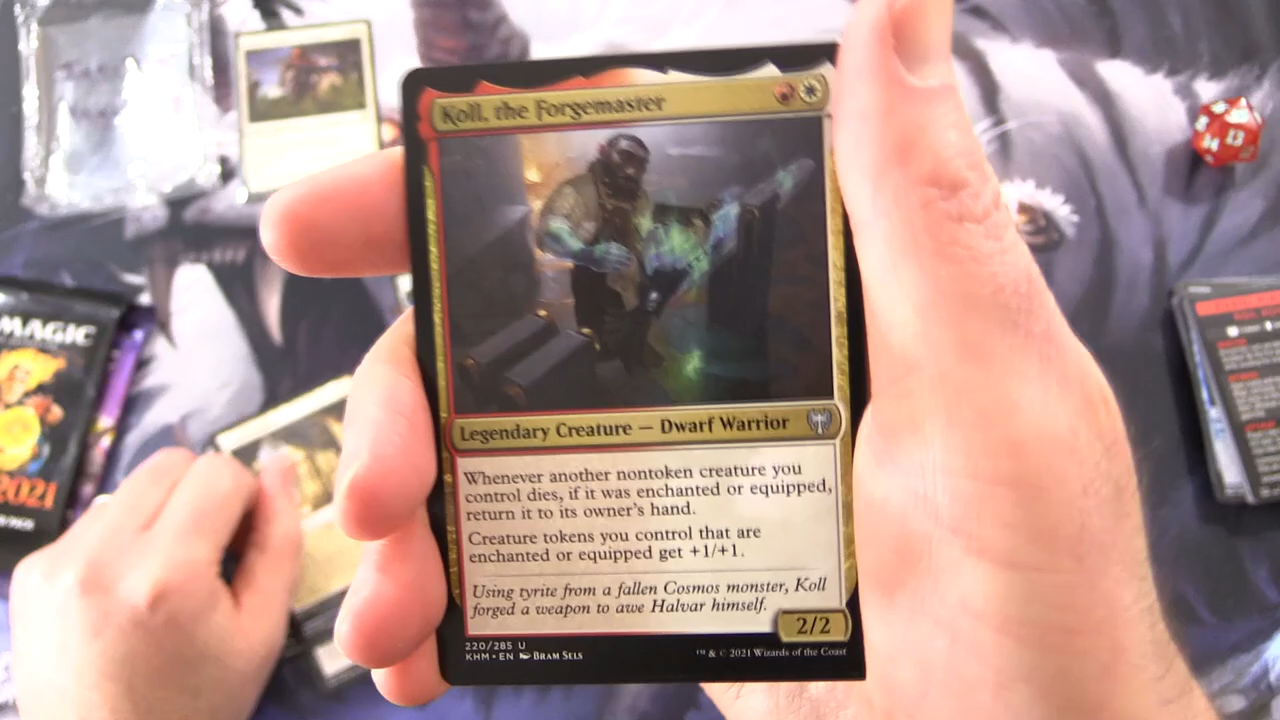 Koll, the Forgemaster
Legendary Creature — Dwarf Warrior
Whenever another nontoken creature you
control dies, if it was enchanted or equipped,
return it to its owner's hand.
Creature tokens you control that are
enchanted or equipped get +1/+1.
Using tyrite from a fallen Cosmos monster, Koll
forged a weapon to awe Halvar himself.
2/2
220/285 U
KHM • EN Bram Sels
™ & © 2021 Wizards of the Coast
MAGIC
2021
13
14